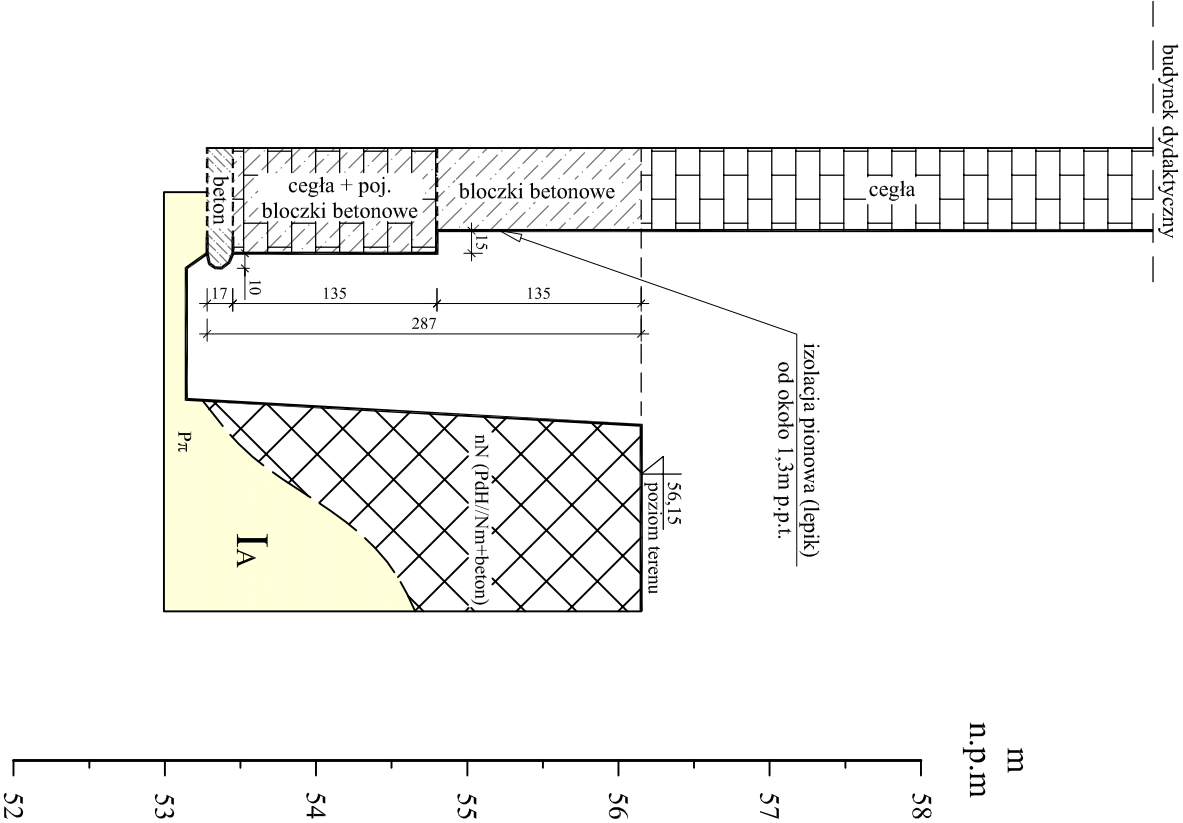 budynek dydaktyczny
cegła
bloczki betonowe
cegła + poj.
bloczki betonowe
beton
15
10
17
135
135
287
izolacja pionowa (lepik)
od około 1,3m p.p.t.
56,15
poziom terenu
nN (PdH//Nm+beton)
Pπ
IA
m
n.p.m
58
57
56
55
54
53
52